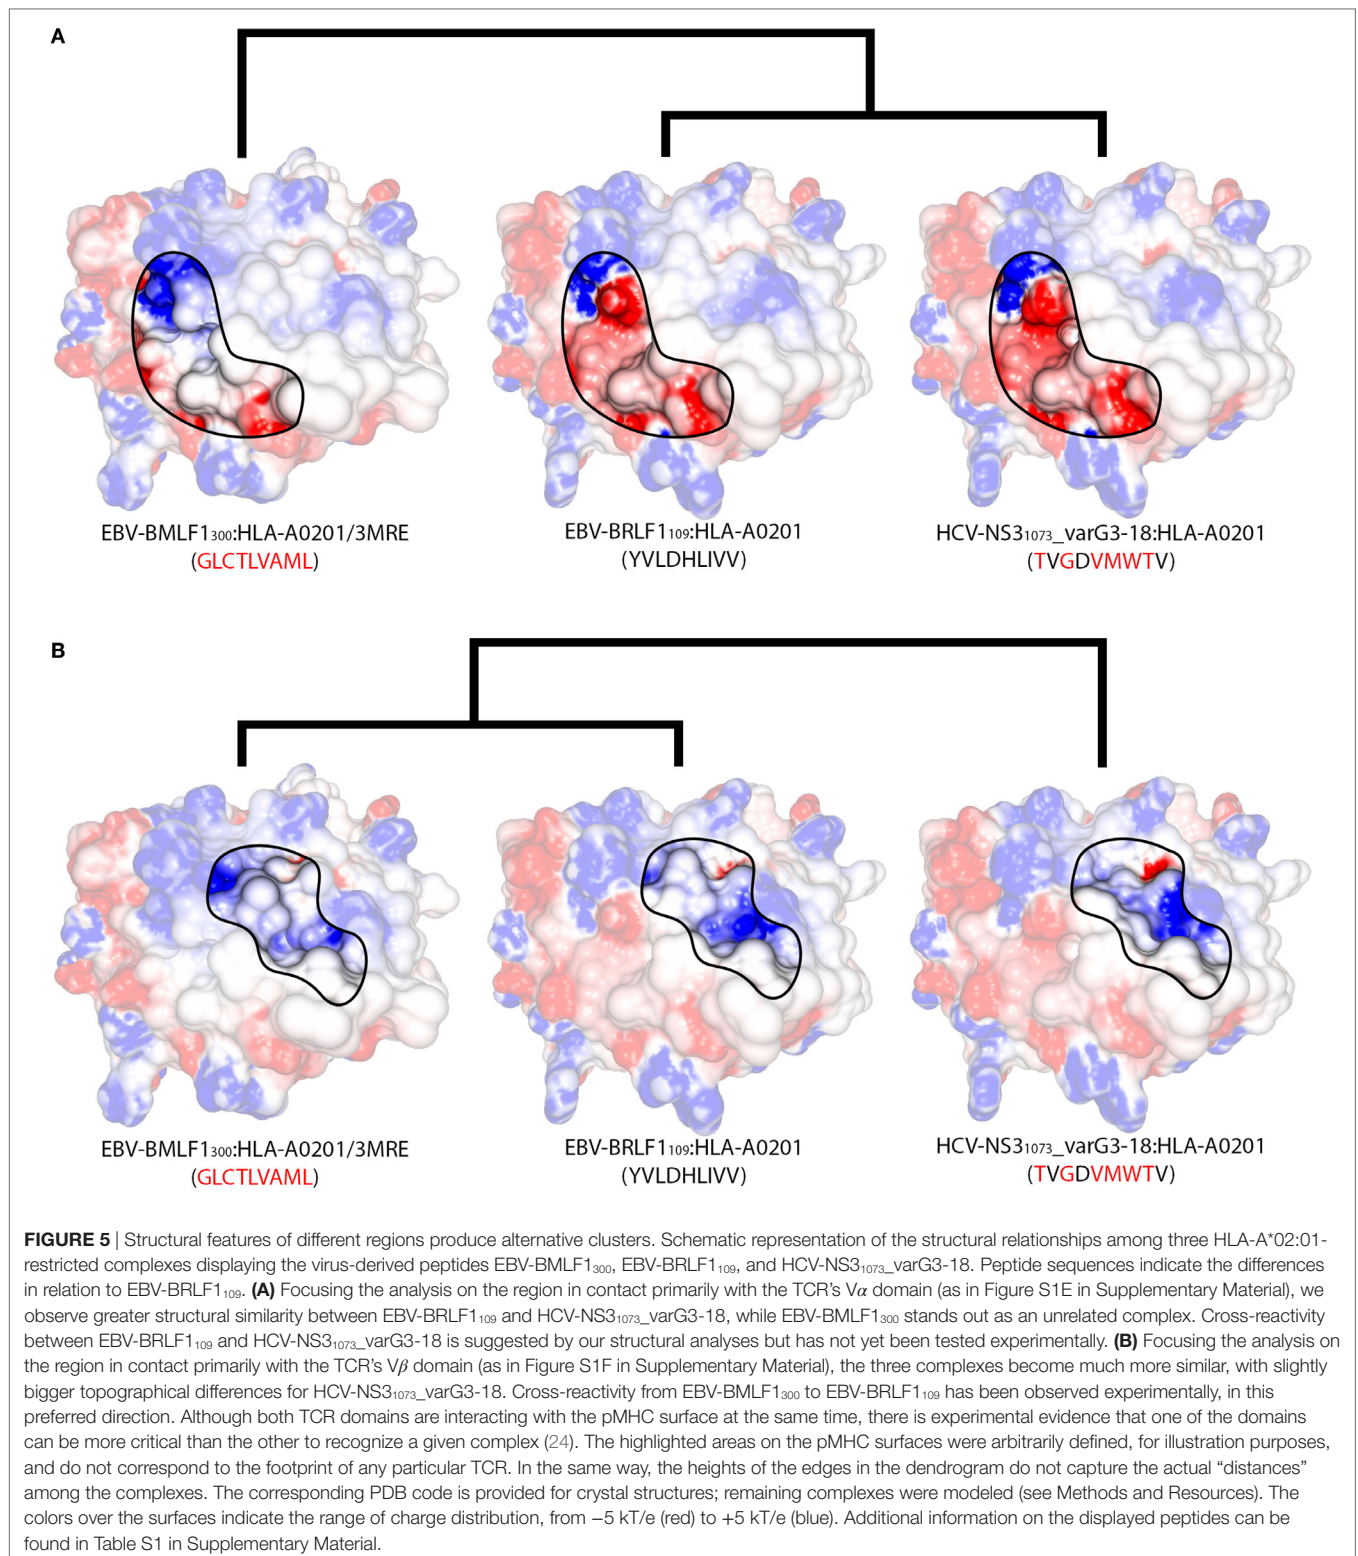 A
EBV-BMLF1300:HLA-A0201/3MRE
(GLCTLVAML)
EBV-BRLF1109:HLA-A0201
(YVLDHLIVV)
HCV-NS31073_varG3-18:HLA-A0201
(TVGDVMWTV)
B
EBV-BMLF1300:HLA-A0201/3MRE
(GLCTLVAML)
EBV-BRLF1109:HLA-A0201
(YVLDHLIVV)
HCV-NS31073_varG3-18:HLA-A0201
(TVGDVMWTV)
FIGURE 5 | Structural features of different regions produce alternative clusters. Schematic representation of the structural relationships among three HLA-A*02:01-
restricted complexes displaying the virus-derived peptides EBV-BMLF1300, EBV-BRLF1109, and HCV-NS31073_varG3-18. Peptide sequences indicate the differences
in relation to EBV-BRLF1109. (A) Focusing the analysis on the region in contact primarily with the TCR's Vα domain (as in Figure S1E in Supplementary Material), we
observe greater structural similarity between EBV-BRLF1109 and HCV-NS31073_varG3-18, while EBV-BMLF1300 stands out as an unrelated complex. Cross-reactivity
between EBV-BRLF1109 and HCV-NS31073_varG3-18 is suggested by our structural analyses but has not yet been tested experimentally. (B) Focusing the analysis on
the region in contact primarily with the TCR's Vβ domain (as in Figure S1F in Supplementary Material), the three complexes become much more similar, with slightly
bigger topographical differences for HCV-NS31073_varG3-18. Cross-reactivity from EBV-BMLF1300 to EBV-BRLF1109 has been observed experimentally, in this
preferred direction. Although both TCR domains are interacting with the pMHC surface at the same time, there is experimental evidence that one of the domains
can be more critical than the other to recognize a given complex (24). The highlighted areas on the pMHC surfaces were arbitrarily defined, for illustration purposes,
and do not correspond to the footprint of any particular TCR. In the same way, the heights of the edges in the dendrogram do not capture the actual “distances”
among the complexes. The corresponding PDB code is provided for crystal structures; remaining complexes were modeled (see Methods and Resources). The
colors over the surfaces indicate the range of charge distribution, from −5 kT/e (red) to +5 kT/e (blue). Additional information on the displayed peptides can be
found in Table S1 in Supplementary Material.